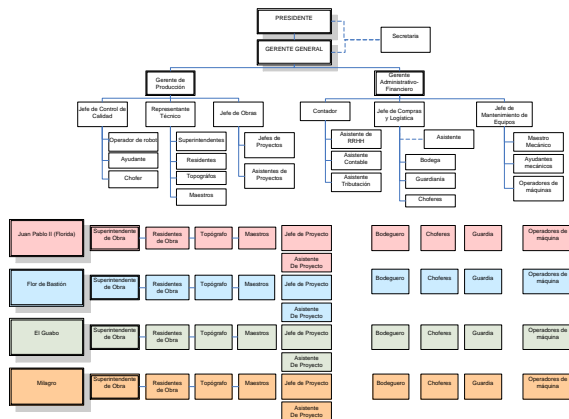 PRESIDENTE
Secretaria
GERENTE GENERAL
Gerente de
Producción
Gerente
Administrativo-
Financiero
Jefe de Control de
Calidad
Representante
Técnico
Jefe de Obras
Contador
Jefe de Compras
y Logística
Jefe de
Mantenimiento de
Equipos
Operador de robot
Ayudante
Chofer
Superintendentes
Residentes
Topógrafos
Maestros
Jefes de
Proyectos
Asistentes de
Proyectos
Asistente de
RRHH
Asistente
Contable
Asistente
Tributación
Asistente
Bodega
Guardianía
Choferes
Maestro
Mecánico
Ayudantes
mecánicos
Operadores de
máquinas
Juan Pablo II (Florida)
Superintendente
de Obra
Residentes
de Obra
Topógrafo
Maestros
Jefe de Proyecto
Asistente
De Proyecto
Bodeguero
Choferes
Guardia
Operadores de
máquina
Flor de Bastión
Superintendente
de Obra
Residentes
de Obra
Topógrafo
Maestros
Jefe de Proyecto
Asistente
De Proyecto
Bodeguero
Choferes
Guardia
Operadores de
máquina
El Guabo
Superintendente
de Obra
Residentes
de Obra
Topógrafo
Maestros
Jefe de Proyecto
Asistente
De Proyecto
Bodeguero
Choferes
Guardia
Operadores de
máquina
Milagro
Superintendente
de Obra
Residentes
de Obra
Topógrafo
Maestros
Jefe de Proyecto
Asistente
De Proyecto
Bodeguero
Choferes
Guardia
Operadores de
máquina